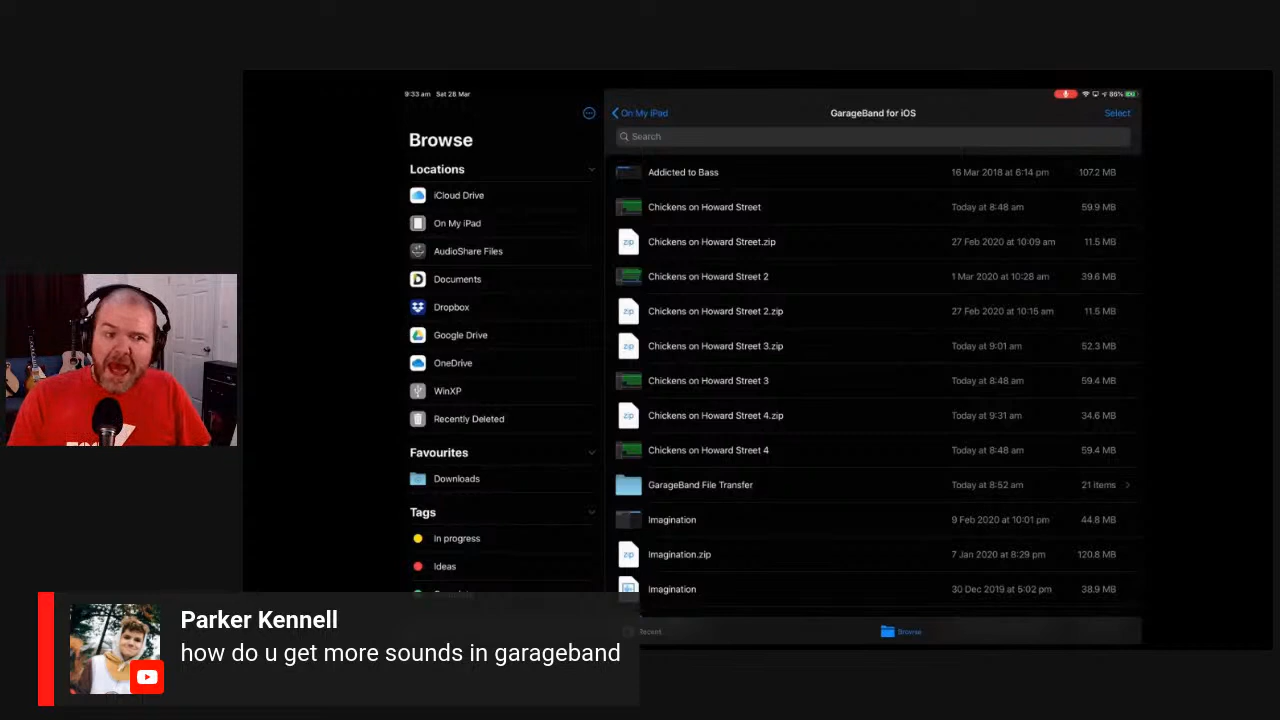 9:33 am Sat 28 Mar
86%
Browse
Locations
iCloud Drive
On My iPad
AudioShare Files
Documents
Dropbox
Google Drive
OneDrive
WinXP
Recently Deleted
Favourites
Downloads
Tags
In progress
Ideas
On My iPad GarageBand for iOS Select
Search
Addicted to Bass 16 Mar 2018 at 6:14 pm 107.2 MB
Chickens on Howard Street Today at 8:48 am 59.9 MB
zip Chickens on Howard Street.zip 27 Feb 2020 at 10:09 am 11.5 MB
Chickens on Howard Street 2 1 Mar 2020 at 10:28 am 39.6 MB
zip Chickens on Howard Street 2.zip 27 Feb 2020 at 10:15 am 11.5 MB
zip Chickens on Howard Street 3.zip Today at 9:01 am 52.3 MB
Chickens on Howard Street 3 Today at 8:48 am 59.4 MB
zip Chickens on Howard Street 4.zip Today at 9:31 am 34.6 MB
Chickens on Howard Street 4 Today at 8:48 am 59.4 MB
GarageBand File Transfer Today at 8:52 am 21 items
Imagination 9 Feb 2020 at 10:01 pm 44.8 MB
zip Imagination.zip 7 Jan 2020 at 8:29 pm 120.8 MB
Imagination 30 Dec 2019 at 5:02 pm 38.9 MB
Recent Browse
Parker Kennell
how do u get more sounds in garageband